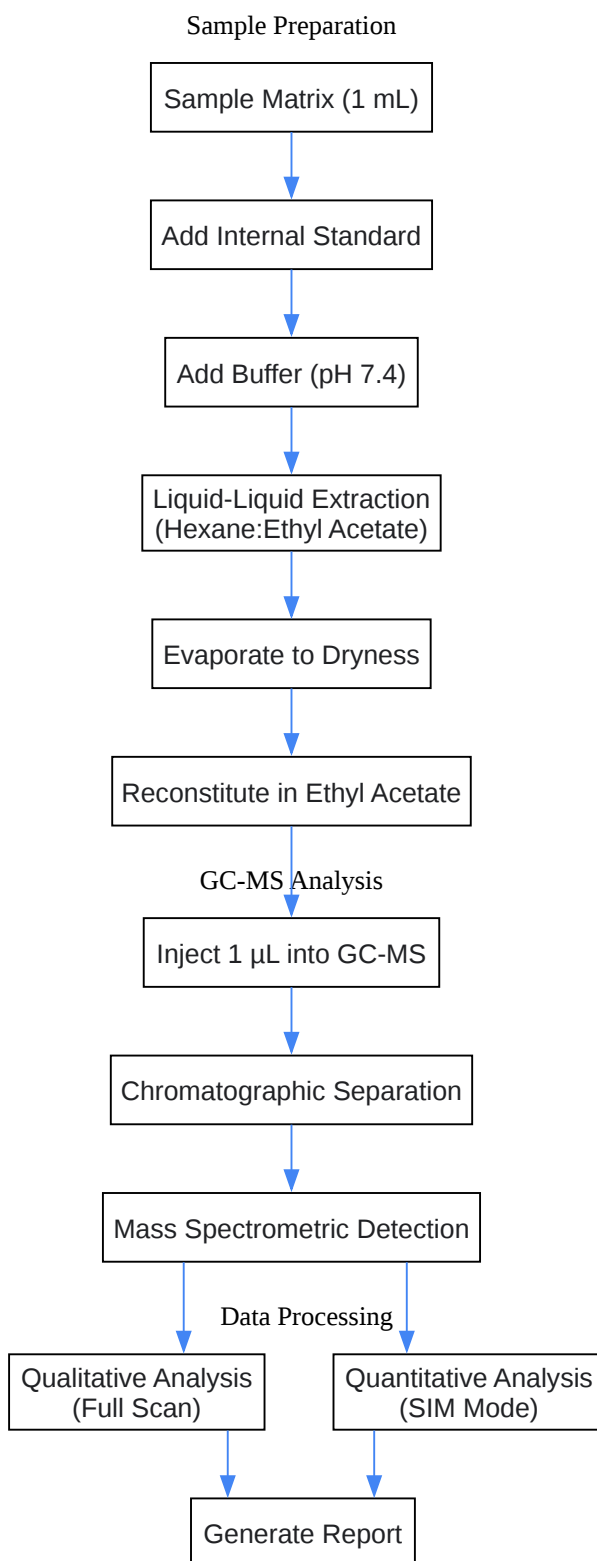 Sample Preparation
Sample Matrix (1 mL)
Add Internal Standard
Add Buffer (pH 7.4)
Liquid-Liquid Extraction
(Hexane:Ethyl Acetate)
Evaporate to Dryness
Reconstitute in Ethyl Acetate
GC-MS Analysis
Inject 1 µL into GC-MS
Chromatographic Separation
Mass Spectrometric Detection
Data Processing
Qualitative Analysis
(Full Scan)
Quantitative Analysis
(SIM Mode)
Generate Report